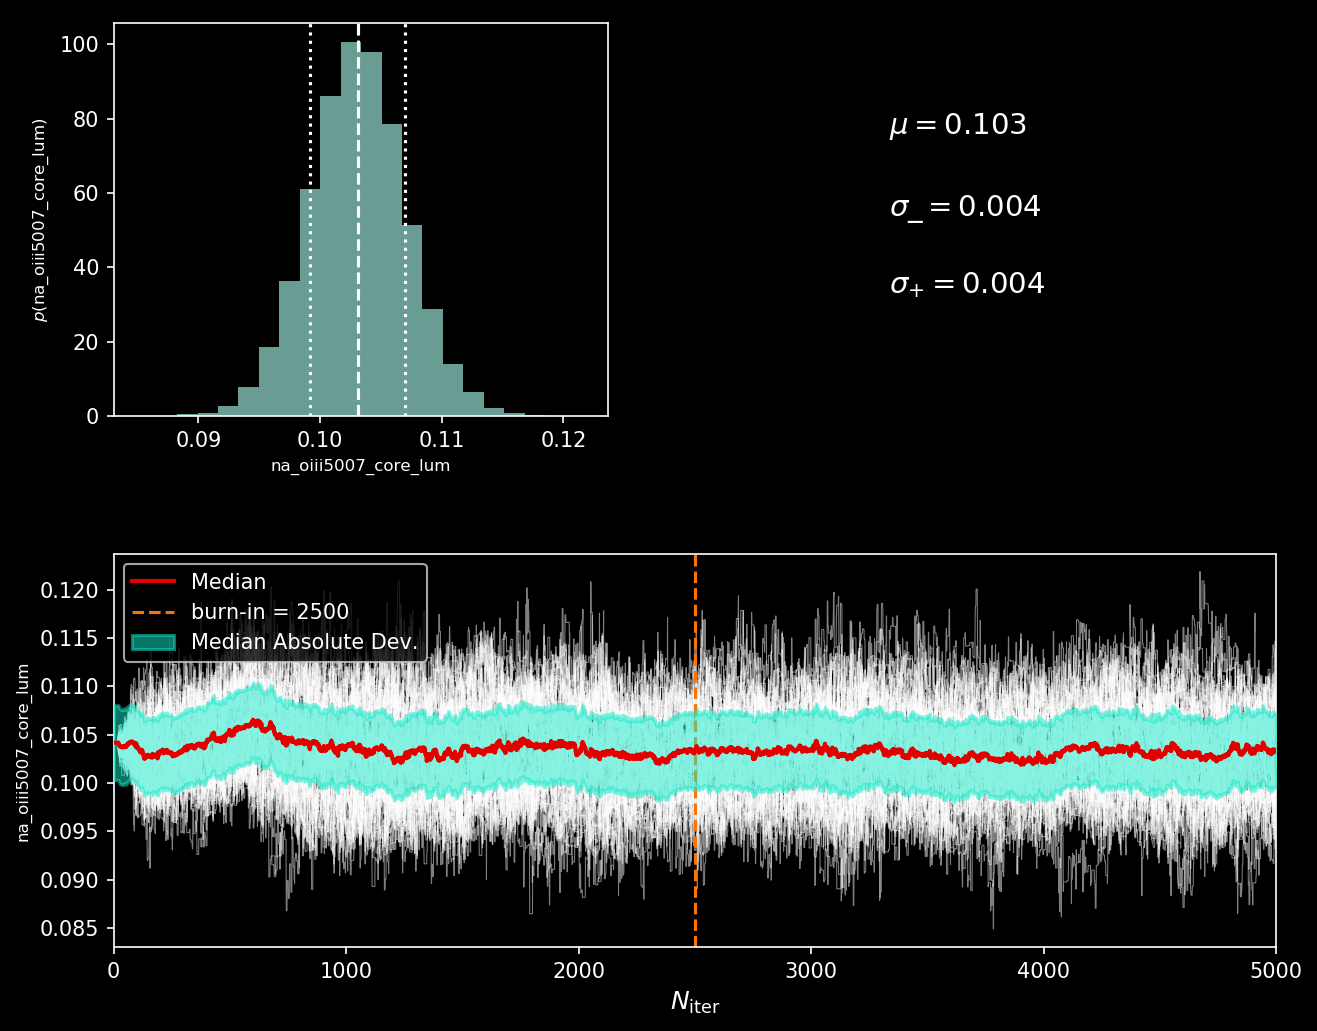 100
80
60
40
20
0
p(na_oiii5007_core_lum)
0.09 0.10 0.11 0.12
na_oiii5007_core_lum
μ = 0.103
σ₋ = 0.004
σ₊ = 0.004
0.120
0.115
0.110
0.105
0.100
0.095
0.090
0.085
na_oiii5007_core_lum
Median
burn-in = 2500
Median Absolute Dev.
0 1000 2000 3000 4000 5000
N_iter